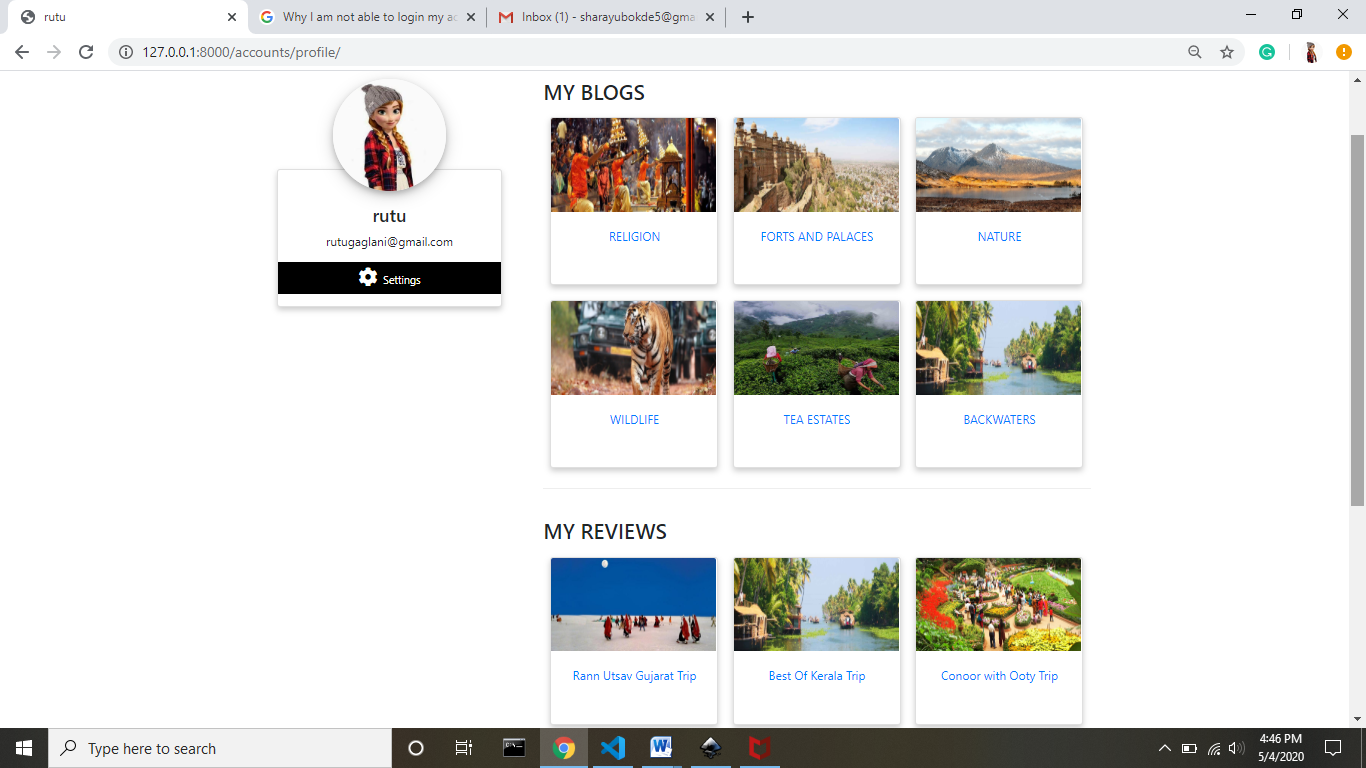 rutu
Why I am not able to login my ac
Inbox (1) - sharayubokde5@gma
127.0.0.1:8000/accounts/profile/
MY BLOGS
rutu
rutugaglani@gmail.com
Settings
RELIGION
FORTS AND PALACES
NATURE
WILDLIFE
TEA ESTATES
BACKWATERS
MY REVIEWS
Rann Utsav Gujarat Trip
Best Of Kerala Trip
Conoor with Ooty Trip
Type here to search
4:46 PM
5/4/2020